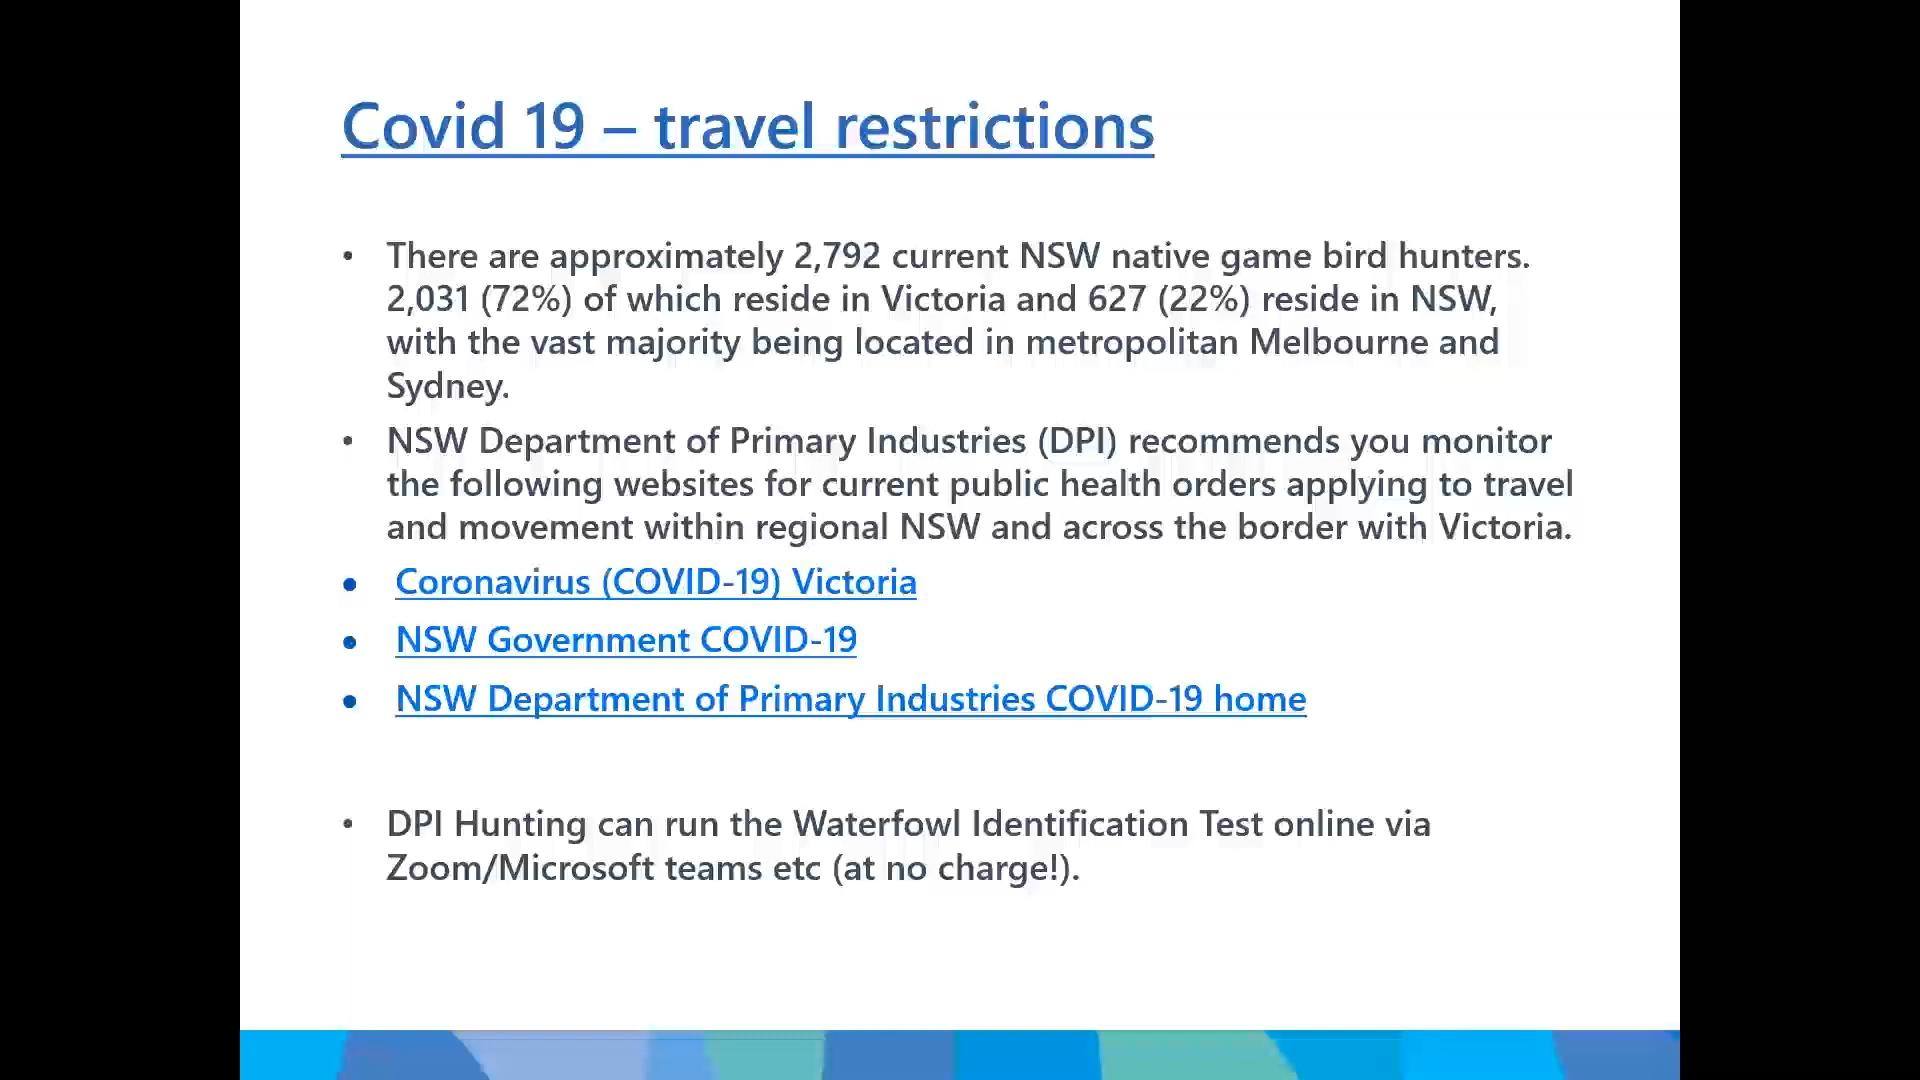 Covid 19 – travel restrictions
• There are approximately 2,792 current NSW native game bird hunters.
2,031 (72%) of which reside in Victoria and 627 (22%) reside in NSW,
with the vast majority being located in metropolitan Melbourne and
Sydney.
• NSW Department of Primary Industries (DPI) recommends you monitor
the following websites for current public health orders applying to travel
and movement within regional NSW and across the border with Victoria.
• Coronavirus (COVID-19) Victoria
• NSW Government COVID-19
• NSW Department of Primary Industries COVID-19 home
• DPI Hunting can run the Waterfowl Identification Test online via
Zoom/Microsoft teams etc (at no charge!).